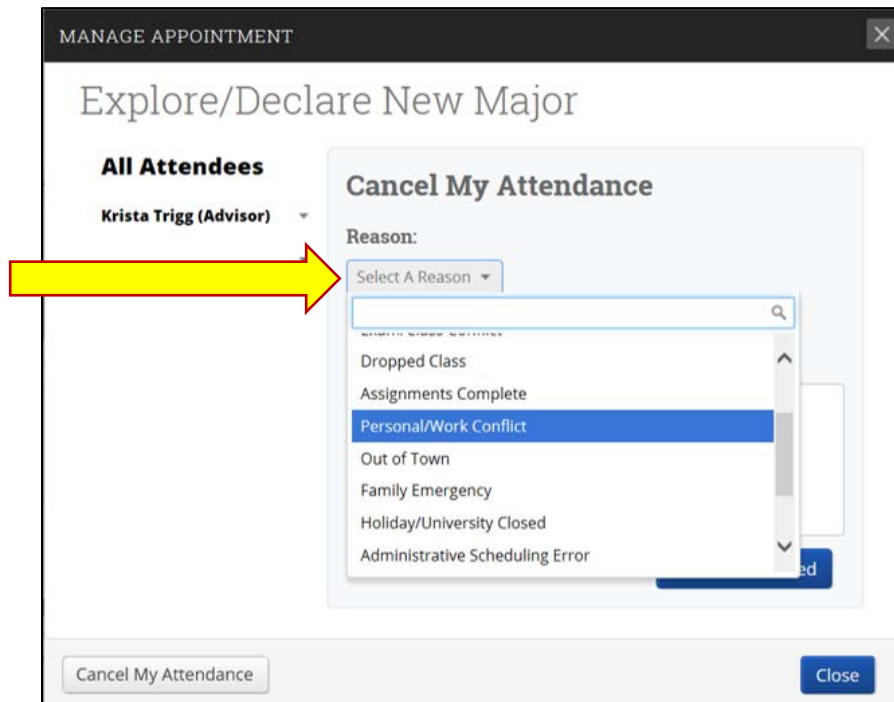 MANAGE APPOINTMENT
Explore/Declare New Major
All Attendees
Krista Trigg (Advisor)
Cancel My Attendance
Reason:
Select A Reason
Dropped Class
Assignments Complete
Personal/Work Conflict
Out of Town
Family Emergency
Holiday/University Closed
Administrative Scheduling Error
ed
Cancel My Attendance
Close